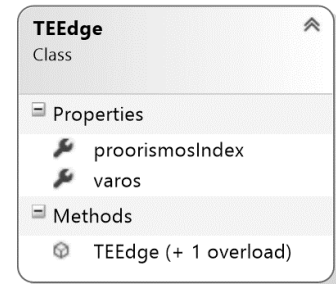 TEEdge
Class
Properties
proorismosIndex
varos
Methods
TEEdge (+ 1 overload)